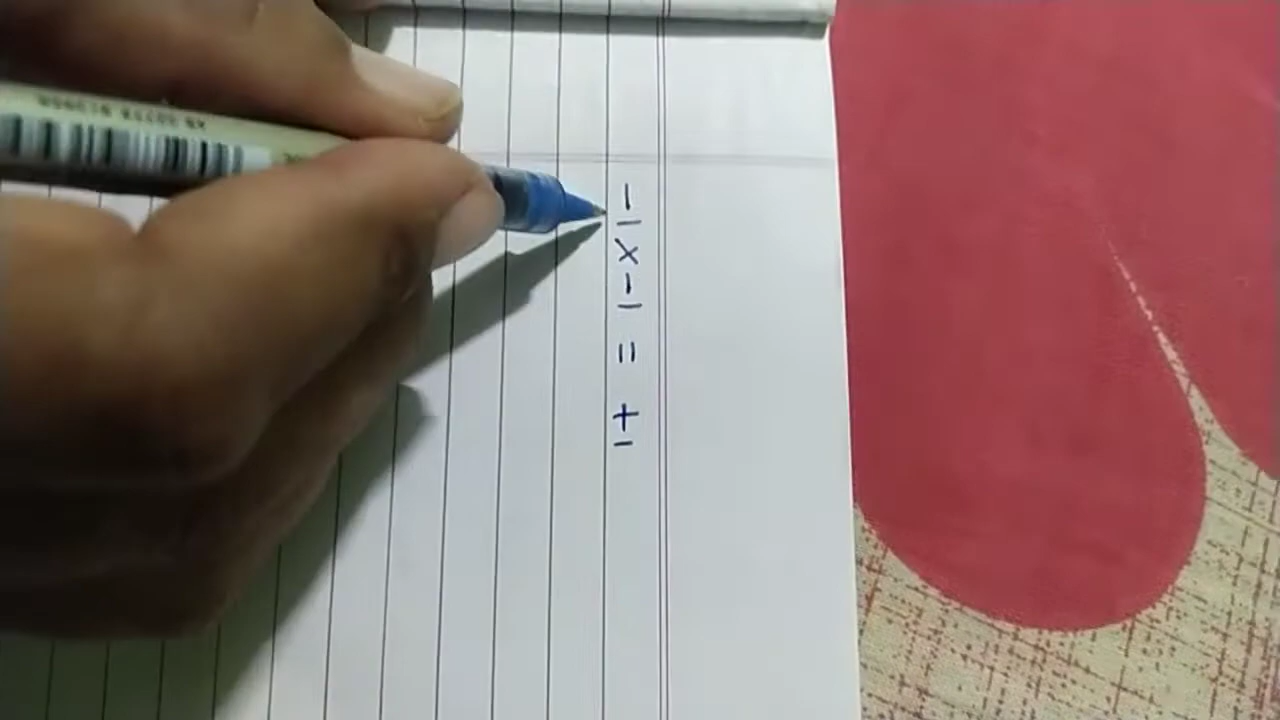 -1 x -1 = +1